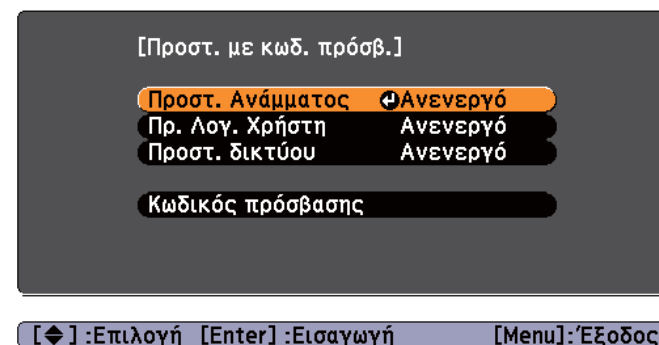 [Προστ. με κωδ. πρόσβ.]
Προστ. Ανάμματος Ανενεργό
Πρ. Λογ. Χρήστη Ανενεργό
Προστ. δικτύου Ανενεργό
Κωδικός πρόσβασης
[◆] :Επιλογή [Enter] :Εισαγωγή [Menu]:Έξοδος